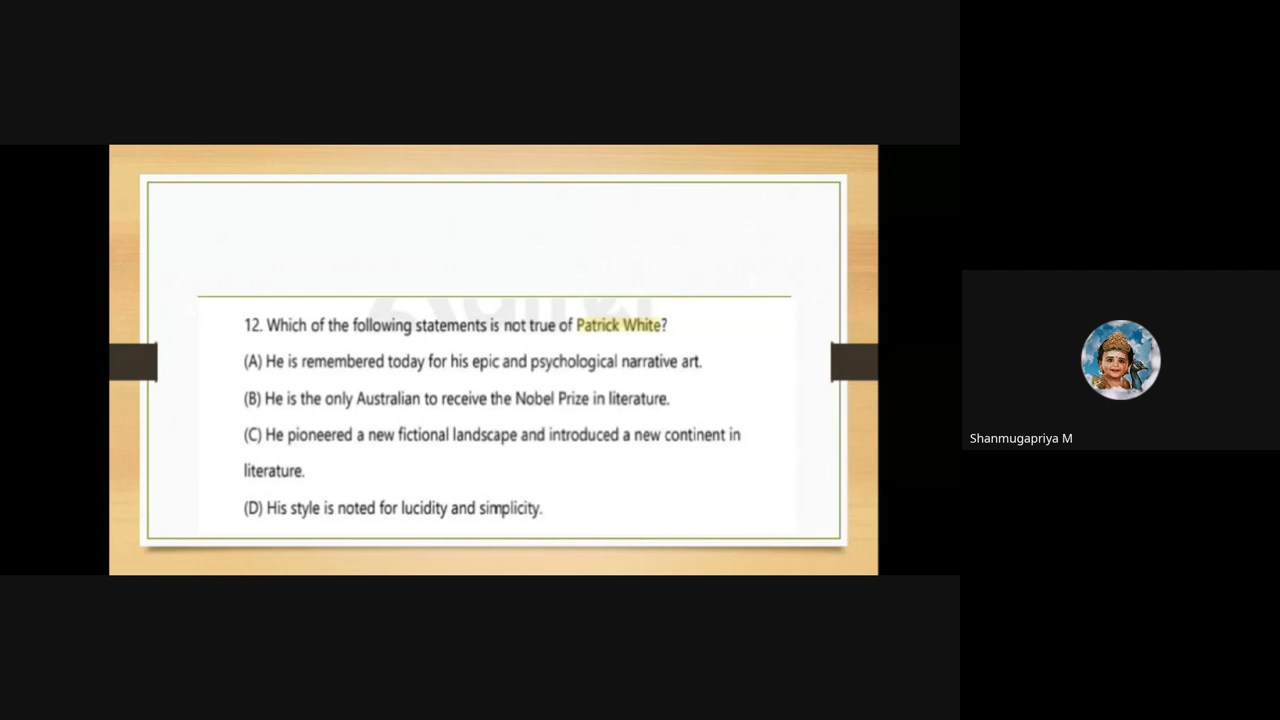 12. Which of the following statements is not true of Patrick White?
(A) He is remembered today for his epic and psychological narrative art.
(B) He is the only Australian to receive the Nobel Prize in literature.
(C) He pioneered a new fictional landscape and introduced a new continent in
literature.
(D) His style is noted for lucidity and simplicity.
Shanmugapriya M